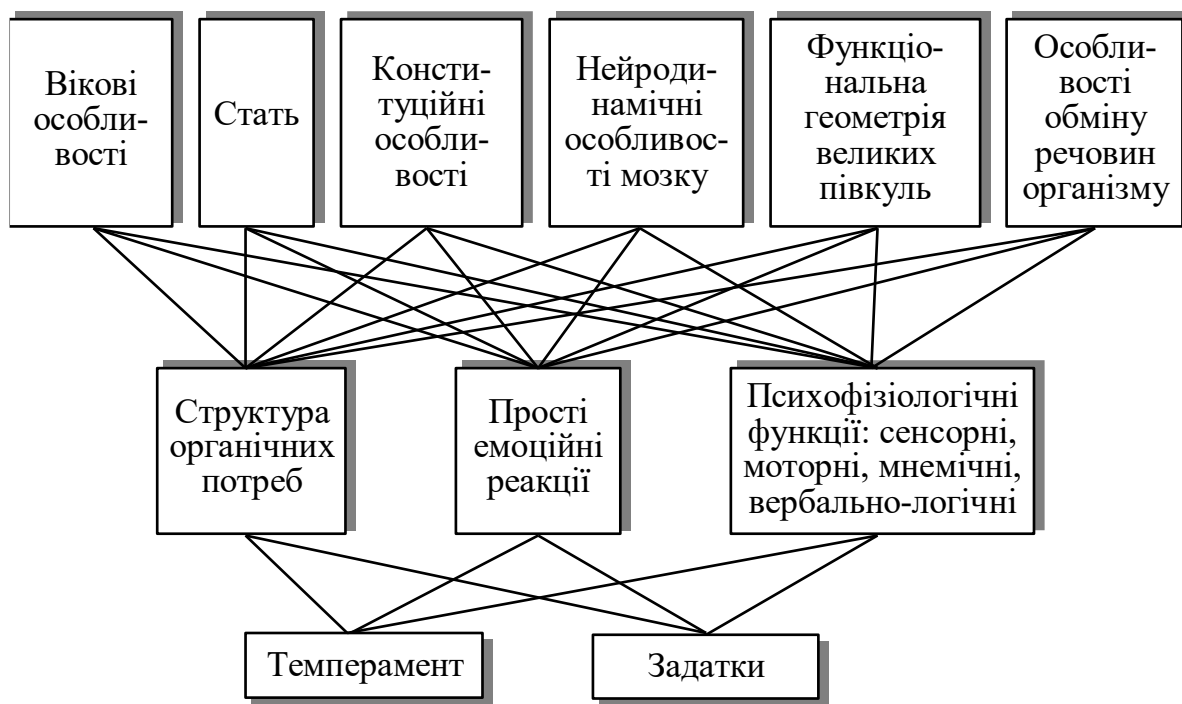 Вікові
особли-
вості
Стать
Консти-
туційні
особли-
вості
Нейроди-
намічні
особливос-
ті мозку
Функціо-
нальна
геометрія
великих
півкуль
Особли-
вості
обміну
речовин
організму
Структура
органічних
потреб
Прості
емоційні
реакції
Психофізіологічні
функції: сенсорні,
моторні, мнемічні,
вербально-логічні
Темперамент
Задатки